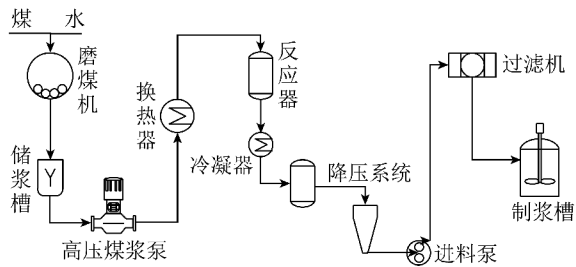 煤 水
磨煤机
储浆槽
高压煤浆泵
换热器
反应器
冷凝器
降压系统
进料泵
过滤机
制浆槽